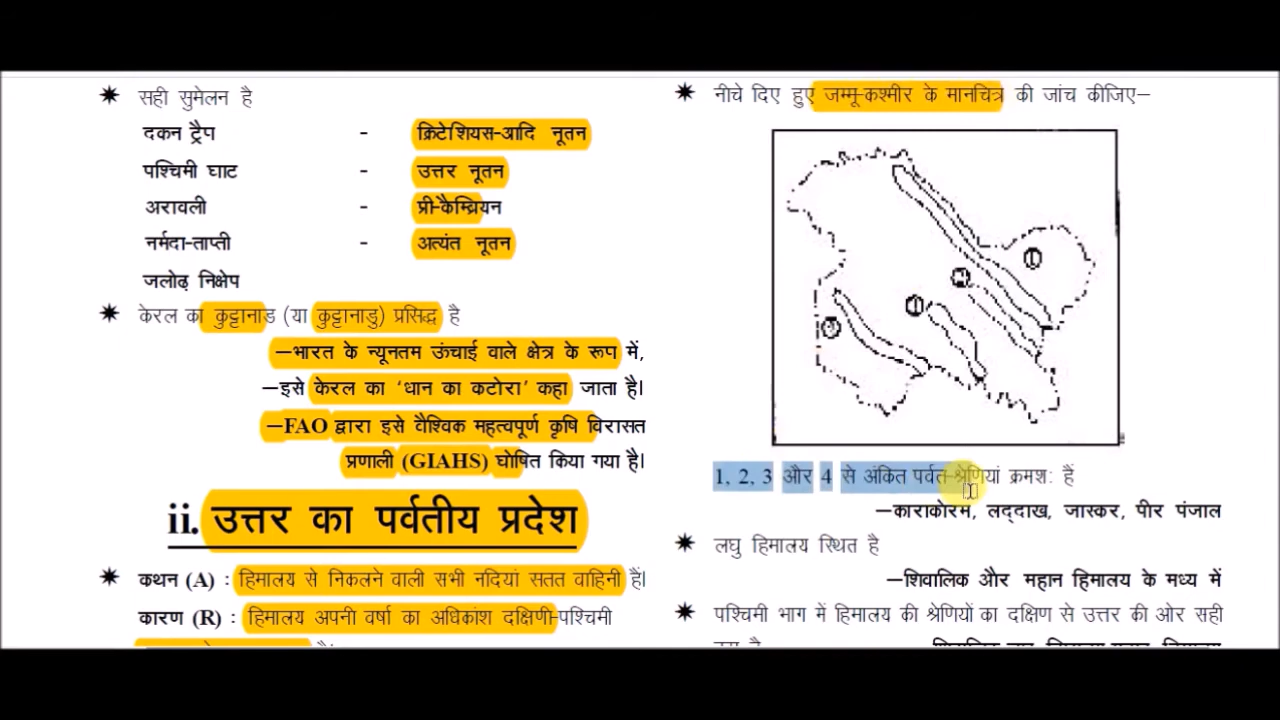 ✷ सही सुमेलन है
दकन ट्रैप - क्रिटेशियस-आदि नूतन
पश्चिमी घाट - उत्तर नूतन
अरावली - प्री-कैम्ब्रियन
नर्मदा-ताप्ती - अत्यंत नूतन
जलोढ़ निक्षेप
✷ केरल का कुट्टानाड (या कुट्टानाडु) प्रसिद्ध है
–भारत के न्यूनतम ऊंचाई वाले क्षेत्र के रूप में,
–इसे केरल का 'धान का कटोरा' कहा जाता है।
–FAO द्वारा इसे वैश्विक महत्वपूर्ण कृषि विरासत
प्रणाली (GIAHS) घोषित किया गया है।
ii. उत्तर का पर्वतीय प्रदेश
✷ कथन (A) : हिमालय से निकलने वाली सभी नदियां सतत वाहिनी हैं।
कारण (R) : हिमालय अपनी वर्षा का अधिकांश दक्षिणी-पश्चिमी
✷ नीचे दिए हुए जम्मू-कश्मीर के मानचित्र की जांच कीजिए–
1, 2, 3 और 4 से अंकित पर्वत-श्रेणियां क्रमश: हैं
–काराकोरम, लद्दाख, जास्कर, पीर पंजाल
✷ लघु हिमालय स्थित है
–शिवालिक और महान हिमालय के मध्य में
✷ पश्चिमी भाग में हिमालय की श्रेणियों का दक्षिण से उत्तर की ओर सही